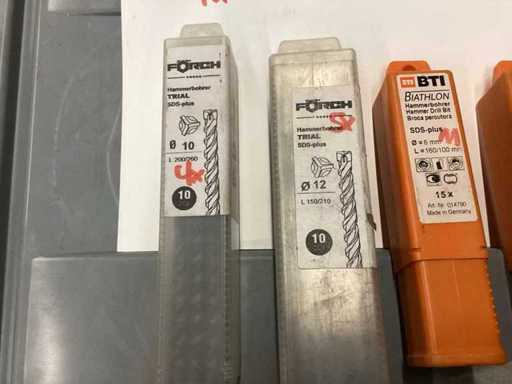 FÖRCH
Hammerbohrer
TRIAL
SDS-plus
Ø 10
L 200/260
4x
10
FÖRCH
5x
Hammerbohrer
TRIAL
SDS-plus
Ø 12
L 150/210
10
BTI BTI
BIATHLON
Hammerbohrer
Hammer Drill Bit
Broca percutora
SDS-plus
Ø = 6 mm
L = 160/100 mm
15x
Art.-Nr. 014790
Made in Germany